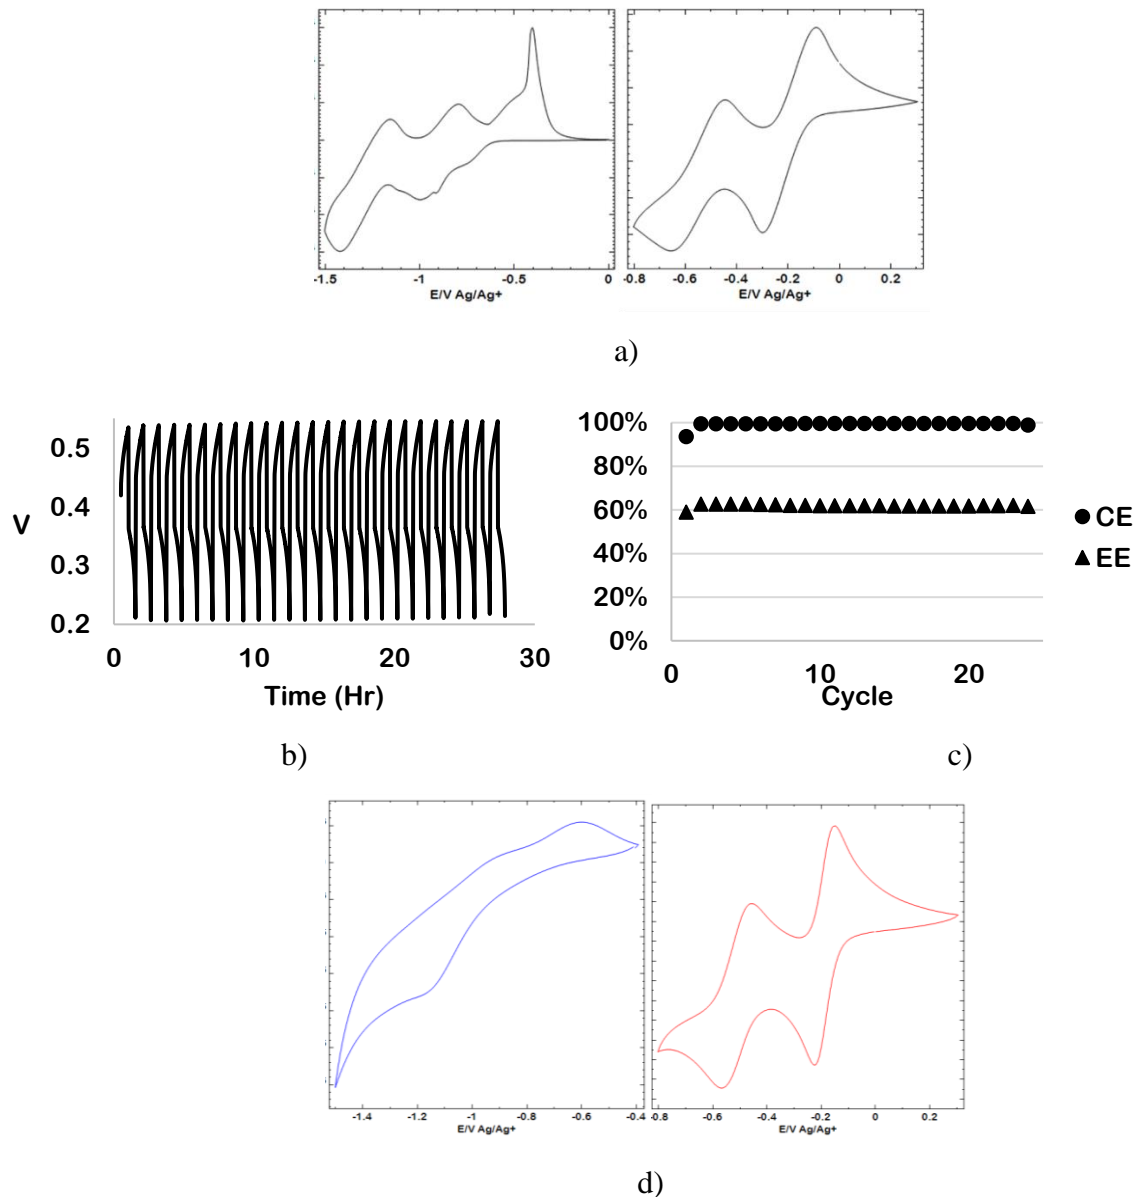 -1.5 -1 -0.5 0
E/V Ag/Ag+
-0.8 -0.6 -0.4 -0.2 0 0.2
E/V Ag/Ag+
a)
0.5
0.4
0.3
0.2
V
0 10 20 30
Time (Hr)
b)
100%
80%
60%
40%
20%
0%
0 10 20
Cycle
CE
EE
c)
-1.4 -1.2 -1 -0.8 -0.6 -0.4
E/V Ag/Ag+
-0.8 -0.6 -0.4 -0.2 0 0.2
E/V Ag/Ag+
d)